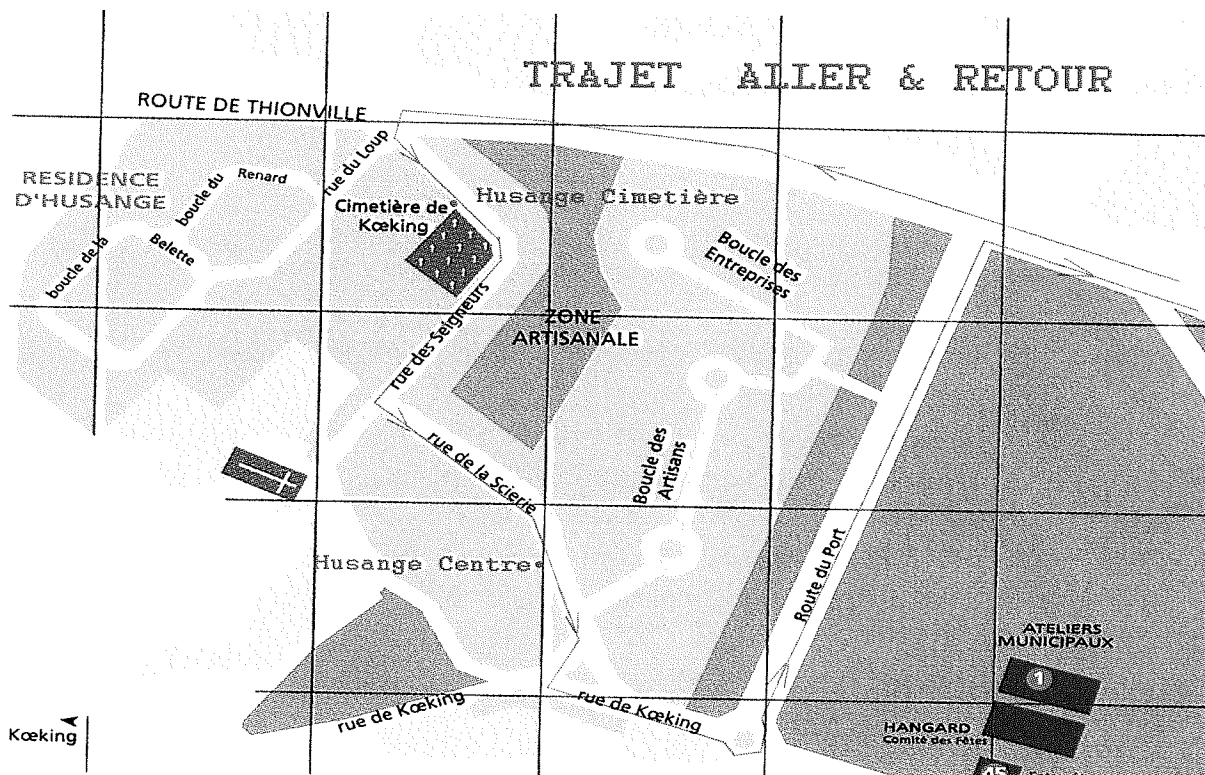 TRAJET ALLER & RETOUR
ROUTE DE THIONVILLE
RESIDENCE
D'HUSANGE
boucle du
Renard
rue du Loup
boucle de la
Belette
Cimetière de
Kœking
Husange Cimetière
Boucle des
Entreprises
rue des Seigneurs
ZONE
ARTISANALE
rue de la Scierie
Boucle des
Artisans
Husange Centre
Route du Port
ATELIERS
MUNICIPAUX
1
rue de Kœking
rue de Kœking
HANGARD
Comité des Fêtes
Kœking
45